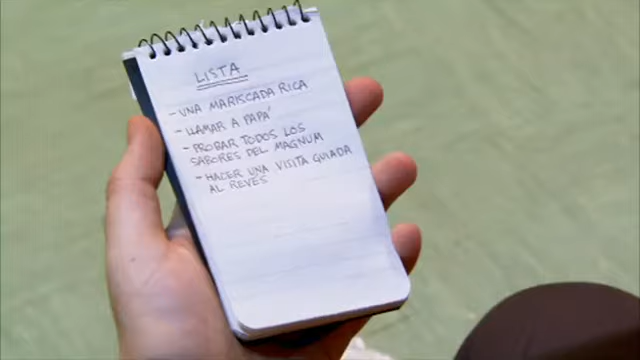 LISTA
- UNA MARISCADA RICA
- LLAMAR A PAPÁ
- PROBAR TODOS LOS
SABORES DEL MAGNUM
- HACER UNA VISITA GUIADA
AL REVÉS